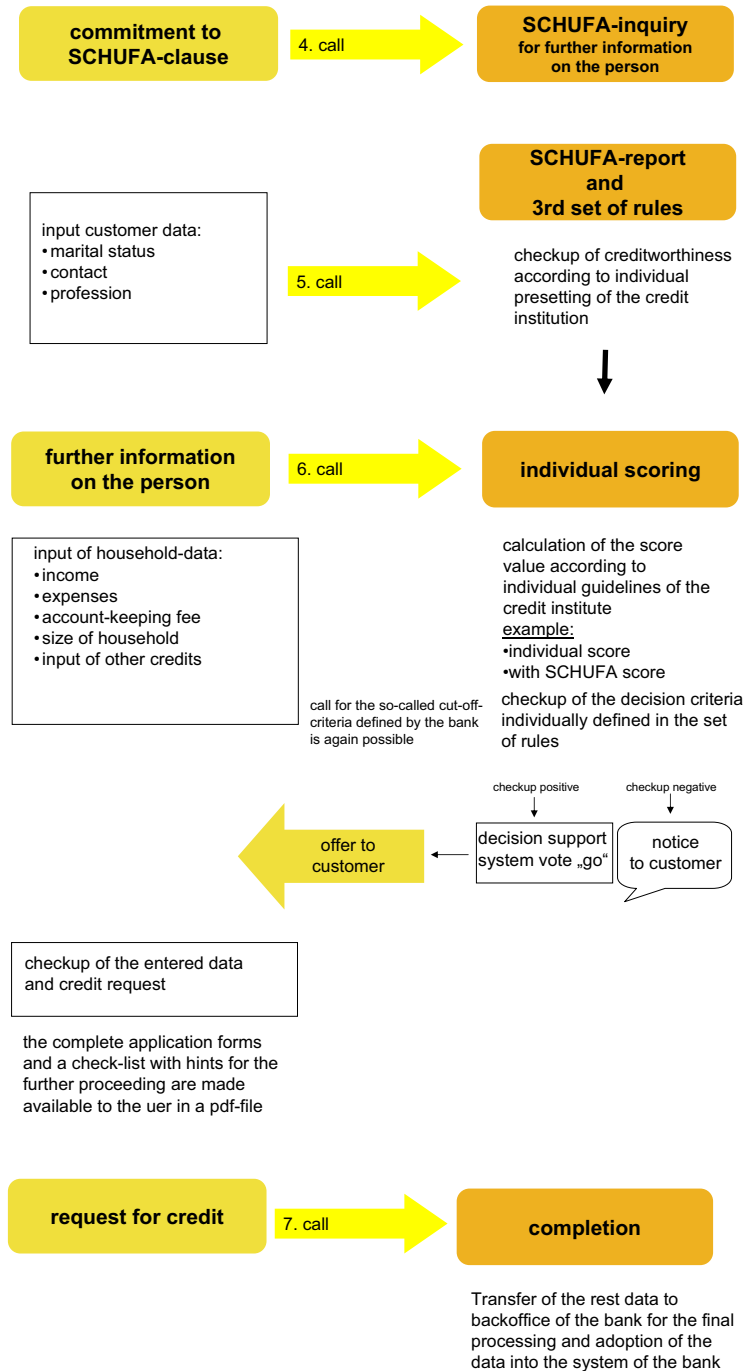 commitment to
SCHUFA-clause
4. call
SCHUFA-inquiry
for further information
on the person
SCHUFA-report
and
3rd set of rules
input customer data:
•marital status
•contact
•profession
5. call
checkup of creditworthiness
according to individual
presetting of the credit
institution
further information
on the person
6. call
individual scoring
input of household-data:
•income
•expenses
•account-keeping fee
•size of household
•input of other credits
calculation of the score
value according to
individual guidelines of the
credit institute
example:
•individual score
•with SCHUFA score
call for the so-called cut-off-
criteria defined by the bank
is again possible
checkup of the decision criteria
individually defined in the set
of rules
checkup positive
checkup negative
offer to
customer
decision support
system vote „go“
notice
to customer
checkup of the entered data
and credit request
the complete application forms
and a check-list with hints for the
further proceeding are made
available to the uer in a pdf-file
request for credit
7. call
completion
Transfer of the rest data to
backoffice of the bank for the final
processing and adoption of the
data into the system of the bank